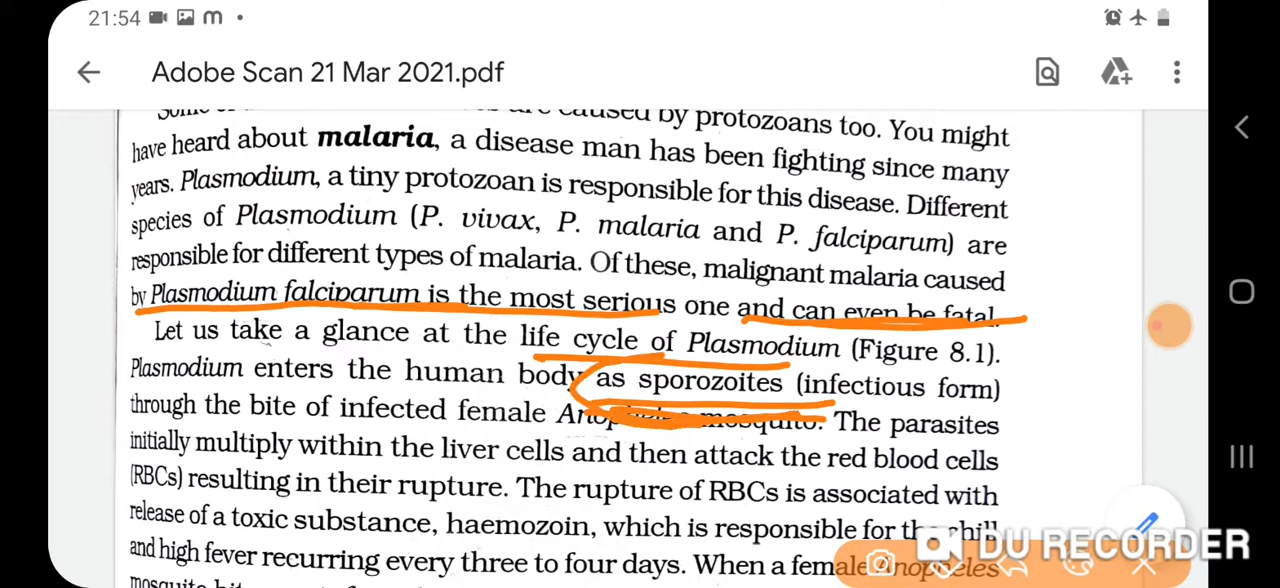 21:54
Adobe Scan 21 Mar 2021.pdf
are caused by protozoans too. You might
have heard about malaria, a disease man has been fighting since many
years. Plasmodium, a tiny protozoan is responsible for this disease. Different
species of Plasmodium (P. vivax, P. malaria and P. falciparum) are
responsible for different types of malaria. Of these, malignant malaria caused
by Plasmodium falciparum is the most serious one and can even be fatal.
Let us take a glance at the life cycle of Plasmodium (Figure 8.1).
Plasmodium enters the human body as sporozoites (infectious form)
through the bite of infected female Anopheles mosquito. The parasites
initially multiply within the liver cells and then attack the red blood cells
(RBCs) resulting in their rupture. The rupture of RBCs is associated with
release of a toxic substance, haemozoin, which is responsible for the chill
and high fever recurring every three to four days. When a female Anopheles
DU RECORDER